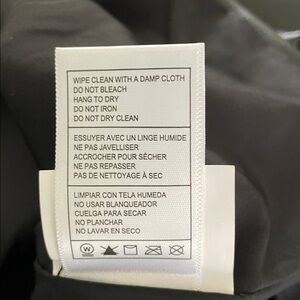 WIPE CLEAN WITH A DAMP CLOTH
DO NOT BLEACH
HANG TO DRY
DO NOT IRON
DO NOT DRY CLEAN
ESSUYER AVEC UN LINGE HUMIDE
NE PAS JAVELLISER
ACCROCHER POUR SÉCHER
NE PAS REPASSER
PAS DE NETTOYAGE À SEC
LIMPIAR CON TELA HUMEDA
NO USAR BLANQUEADOR
CUELGA PARA SECAR
NO PLANCHAR
NO LAVAR EN SECO
W